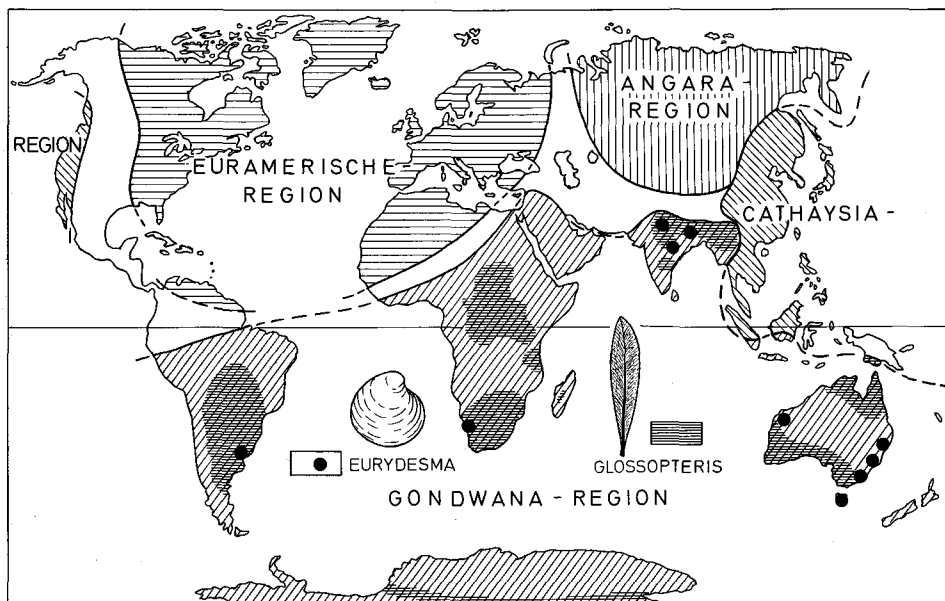 ANGARA-
REGION
REGION
EURAMERISCHE-
REGION
CATHAYSIA-
EURYDESMA
GLOSSOPTERIS
GONDWANA-REGION